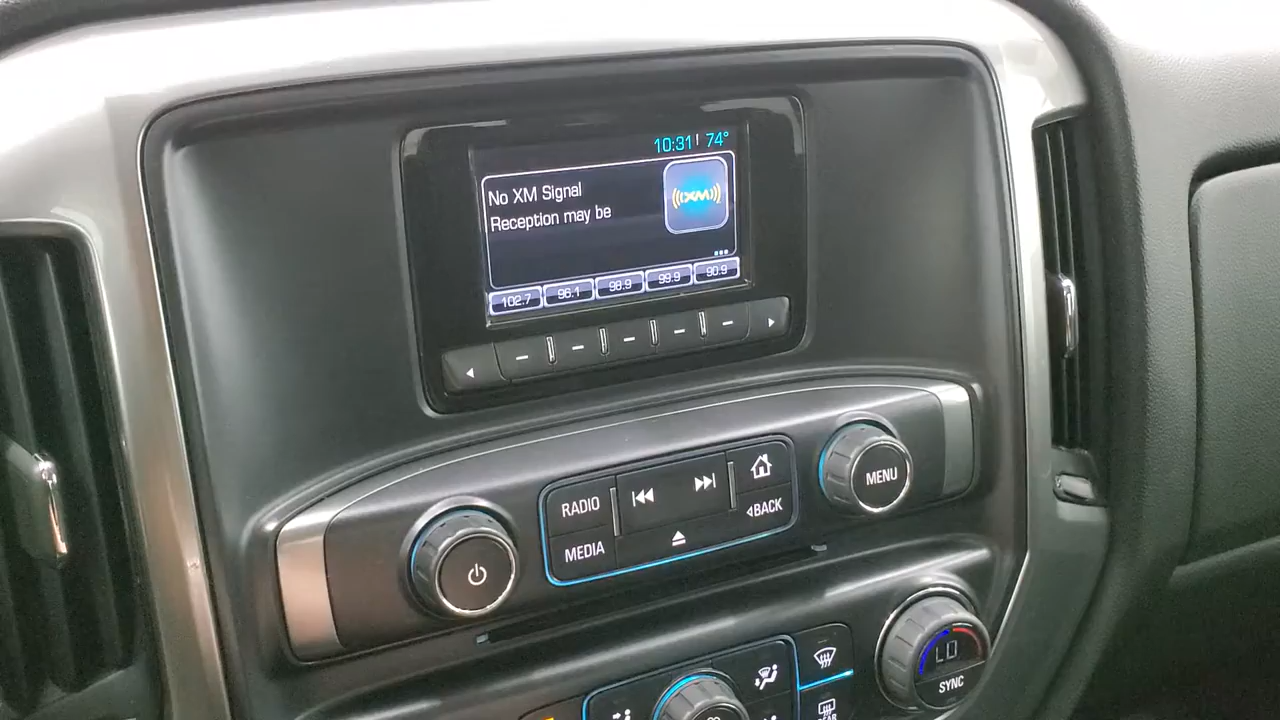 10:31 74°
No XM Signal
Reception may be
((XM))
102.7 96.1 98.9 99.9 90.9
RADIO
MEDIA
BACK
MENU
LO
SYNC
REAR